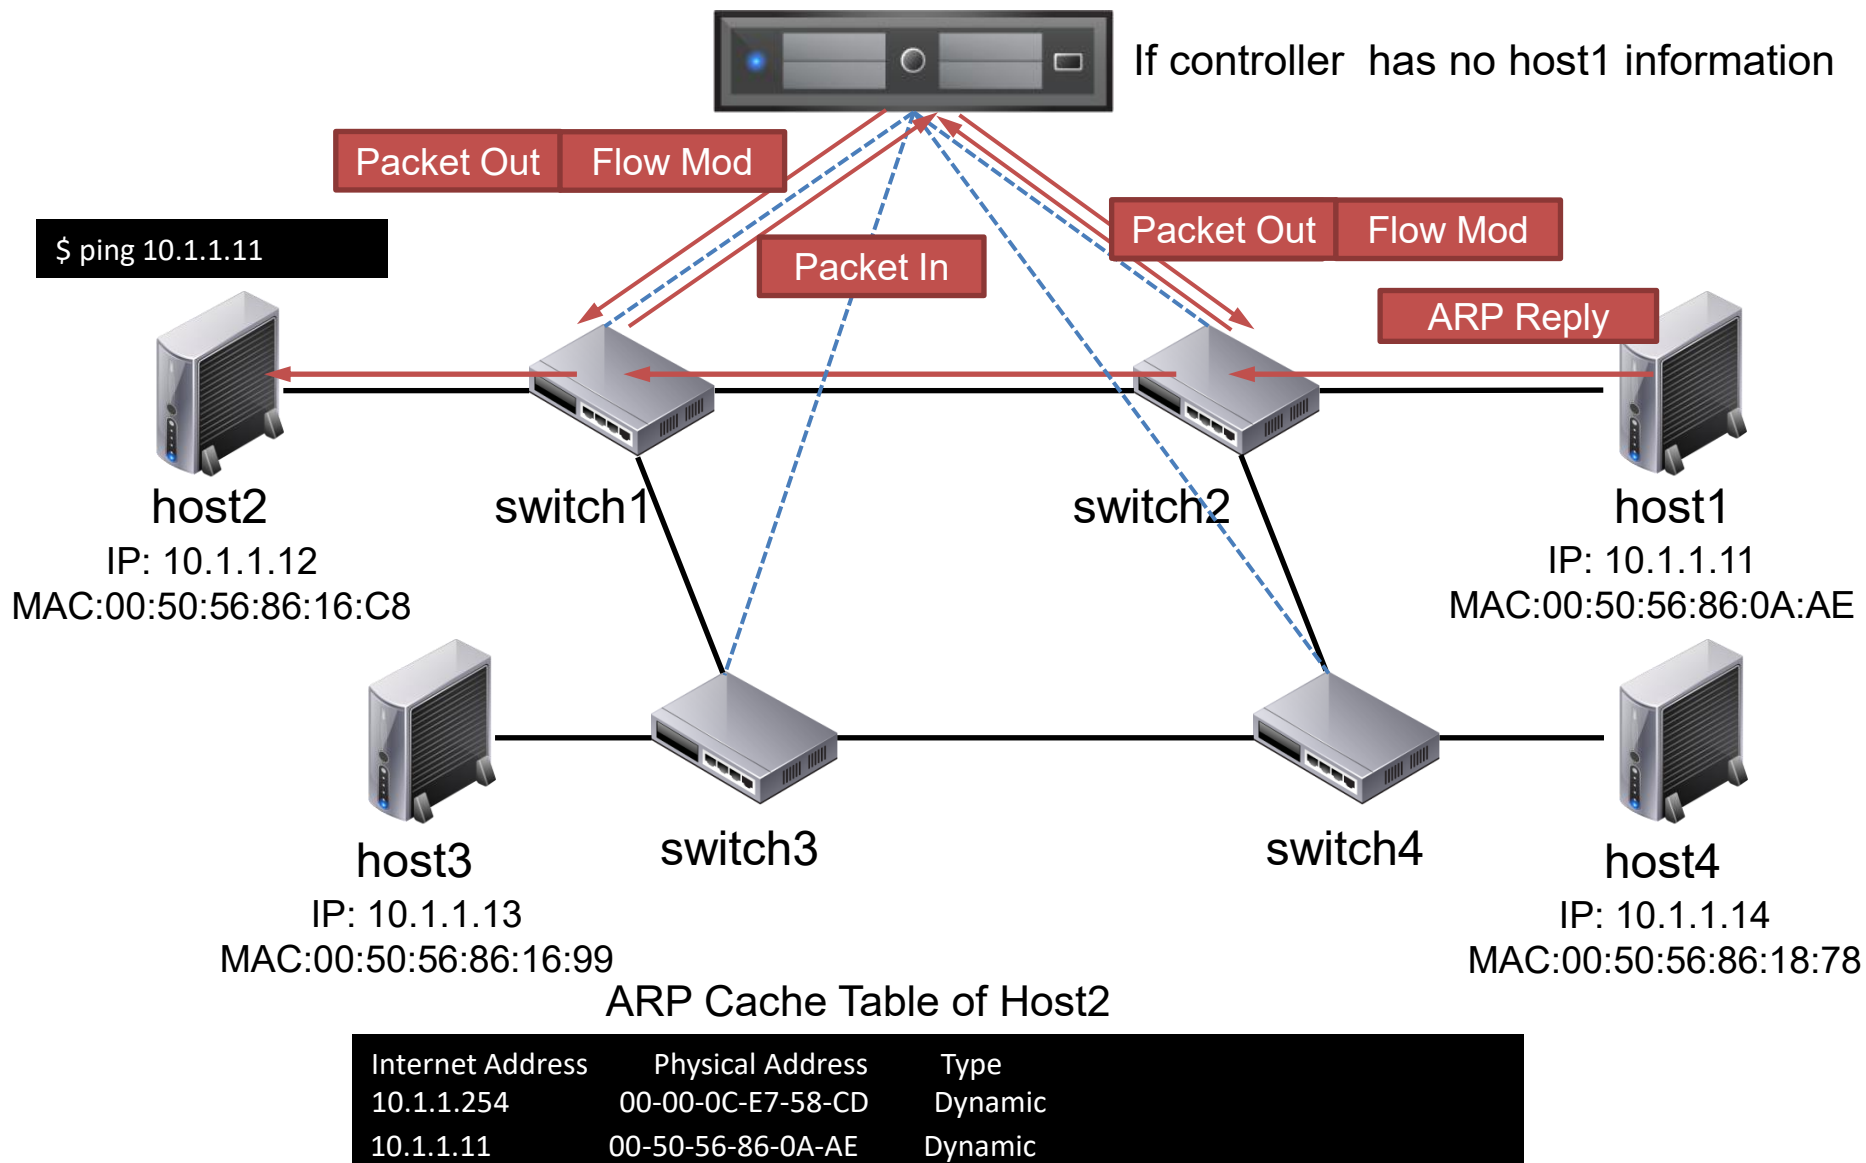 If controller  has no host1 information
Packet Out
Flow Mod
Packet Out
Flow Mod
$ ping 10.1.1.11
Packet In
ARP Reply
host2
switch1
switch2
host1
IP: 10.1.1.12
MAC:00:50:56:86:16:C8
IP: 10.1.1.11
MAC:00:50:56:86:0A:AE
host3
switch3
switch4
host4
IP: 10.1.1.13
MAC:00:50:56:86:16:99
IP: 10.1.1.14
MAC:00:50:56:86:18:78
ARP Cache Table of Host2
Internet Address Physical Address Type
10.1.1.254 00-00-0C-E7-58-CD Dynamic
10.1.1.11 00-50-56-86-0A-AE Dynamic